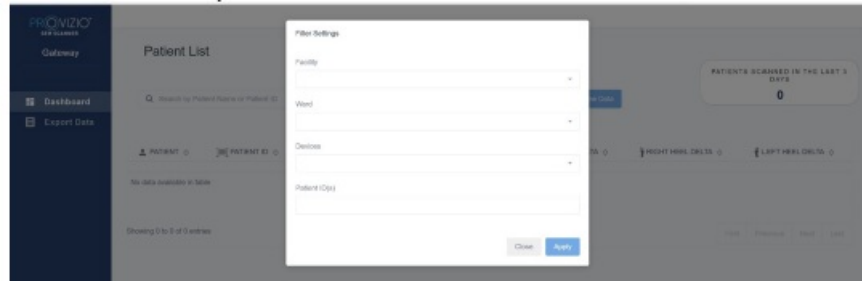 PROVIZIO
SEM SCANNER
Gateway
Dashboard
Export Data
Patient List
Search by Patient Name or Patient ID
PATIENT
PATIENT ID
No data available in table
Showing 0 to 0 of 0 entries
Filter Settings
Facility
Ward
Devices
Patient ID(s)
Close
Apply
Data
PATIENTS SCANNED IN THE LAST 3
DAYS
0
TA
RIGHT HEEL DELTA
LEFT HEEL DELTA
First
Previous
Next
Last